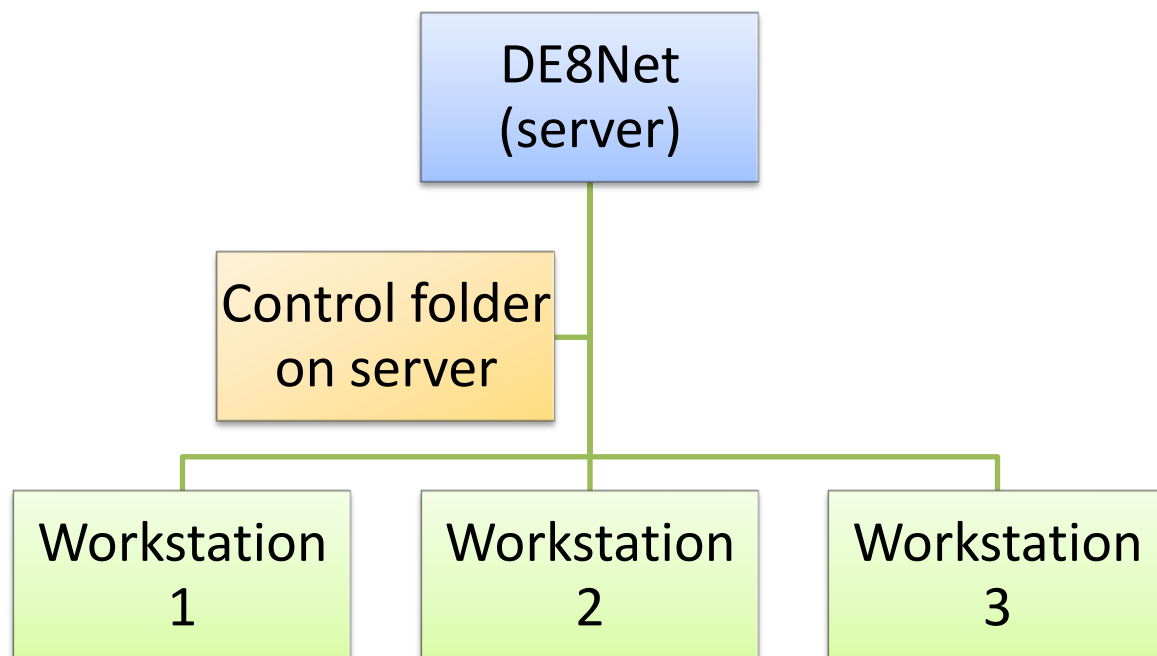 DE8Net
(server)
Control folder
on server
Workstation
1
Workstation
2
Workstation
3